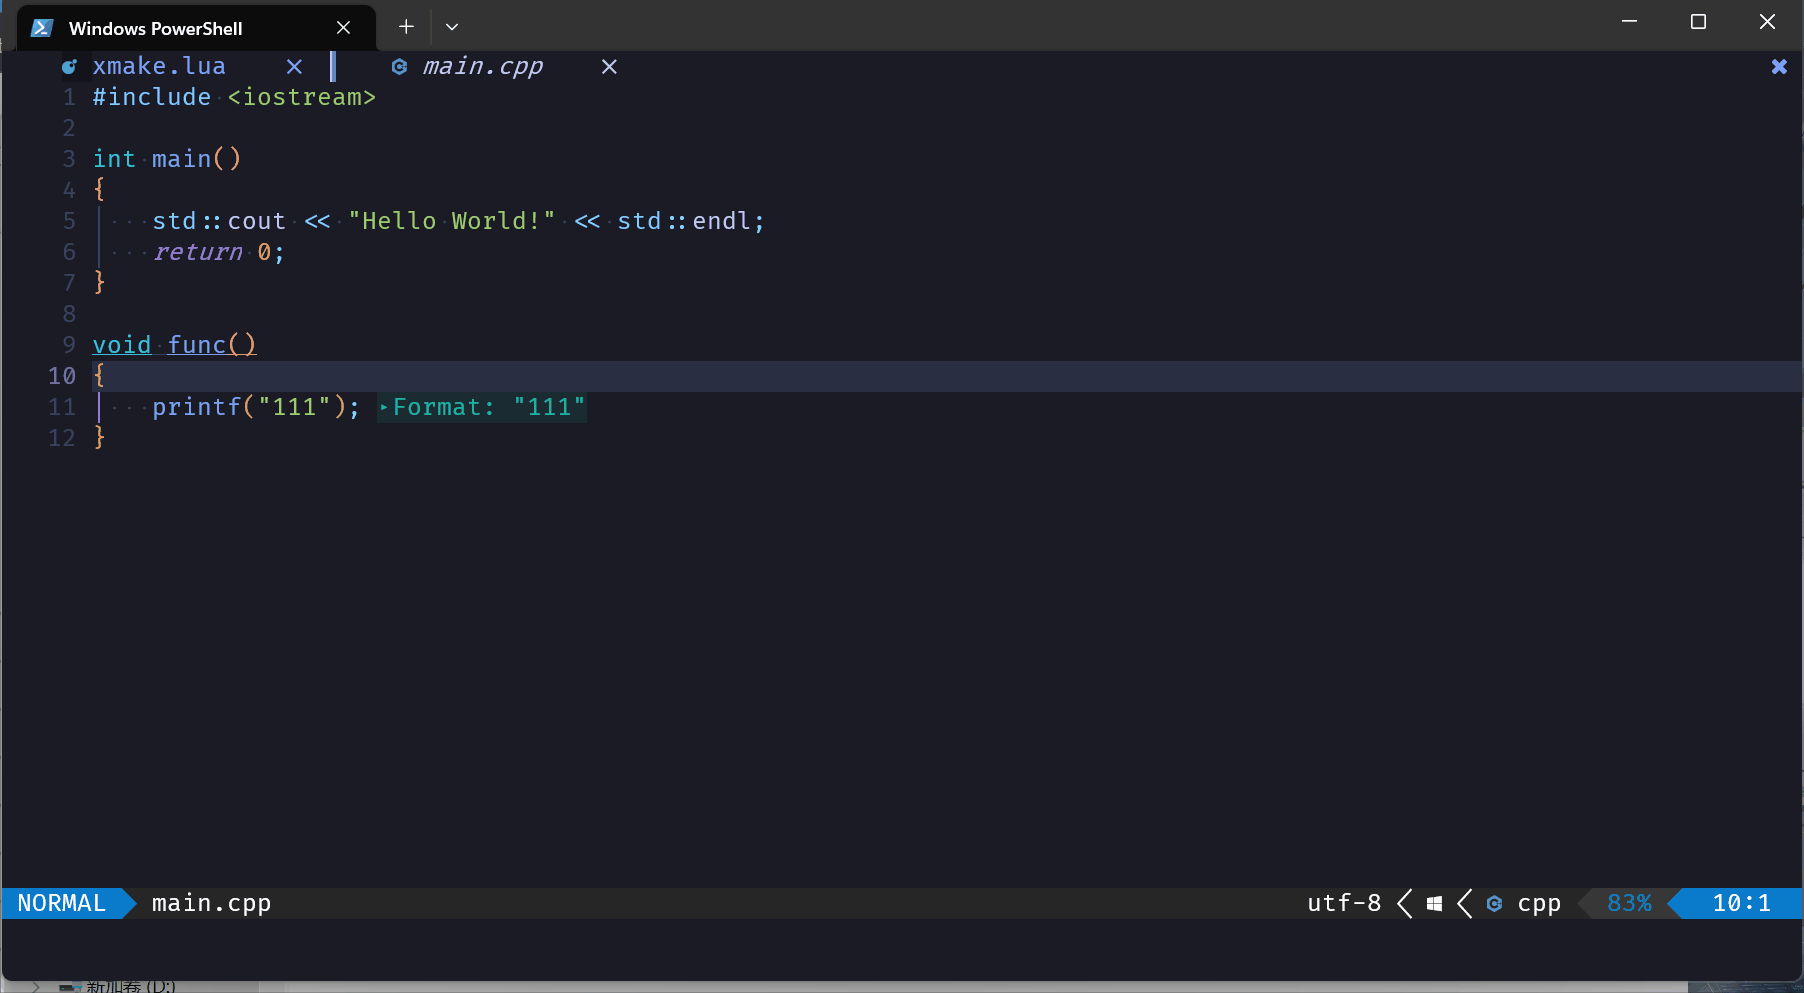 Windows PowerShell
xmake.lua main.cpp
1 #include <iostream>
2
3 int main()
4 {
5     std::cout << "Hello World!" << std::endl;
6     return 0;
7 }
8
9 void func()
10 {
11     printf("111"); ▸Format: "111"
12 }
NORMAL main.cpp utf-8 cpp 83% 10:1
新加卷 (D:)